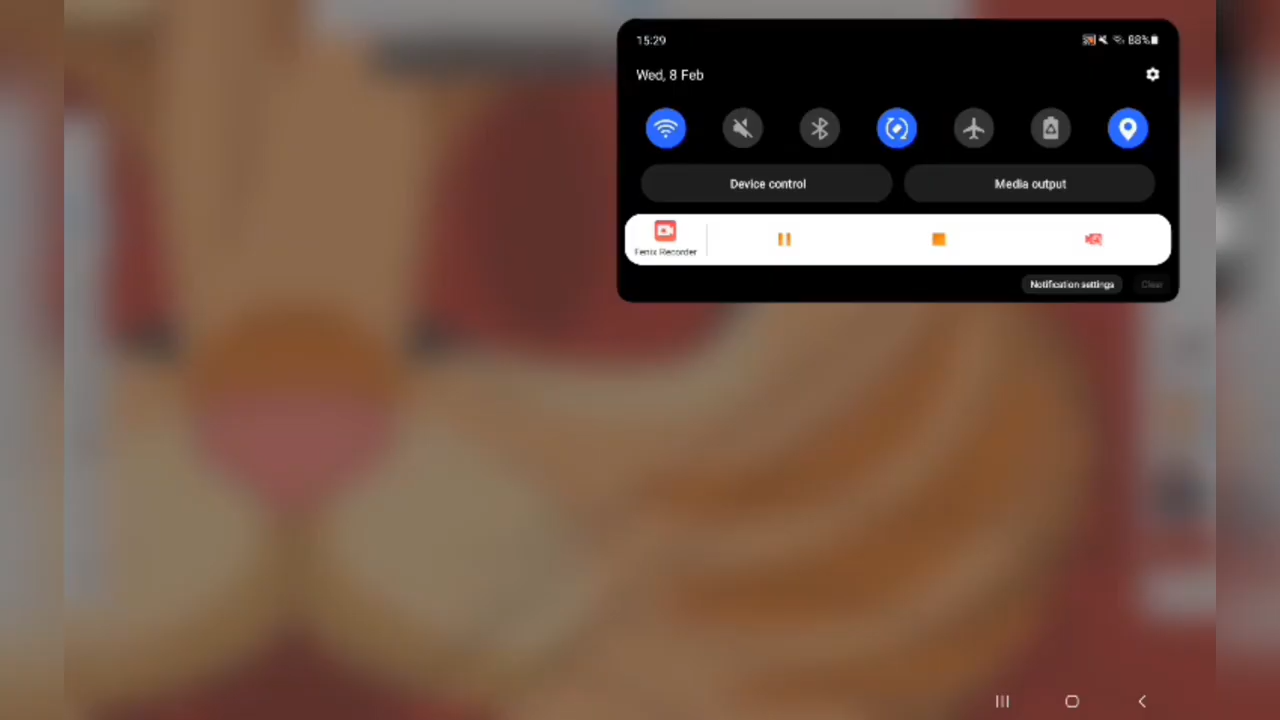 15:29
88%
Wed, 8 Feb
Device control
Media output
Fenix Recorder
Notification settings
Clear